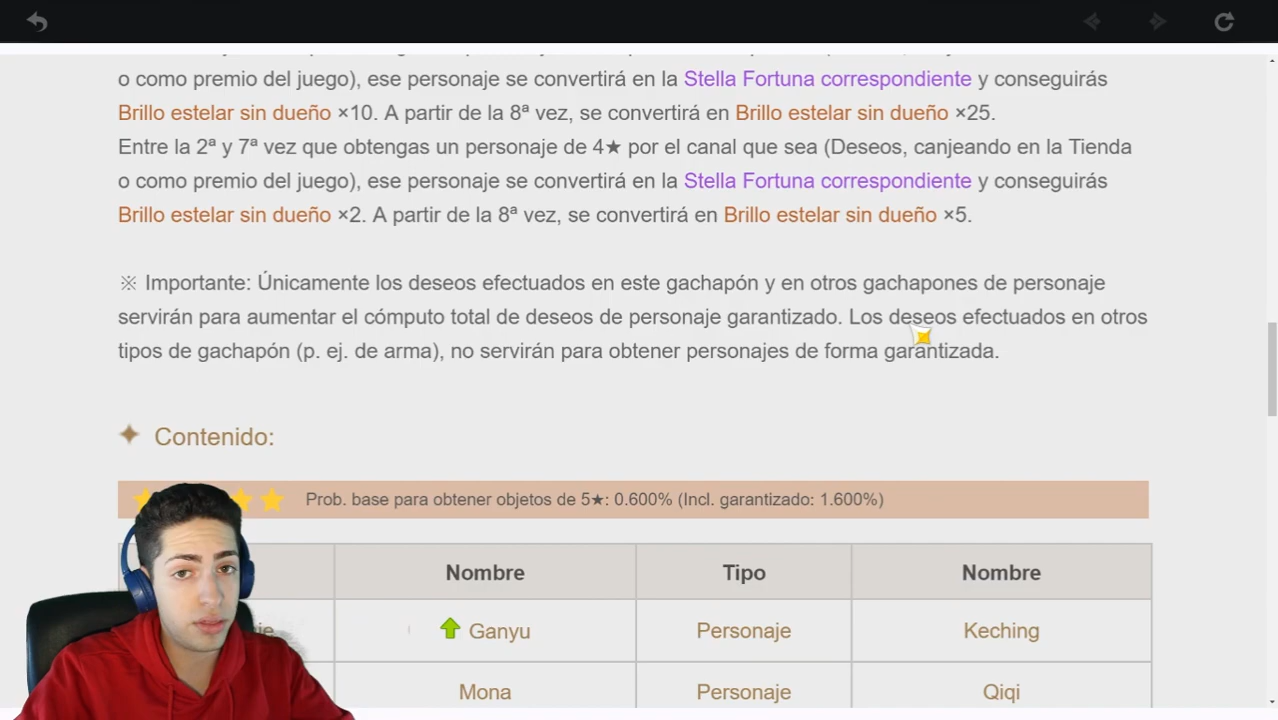 o como premio del juego), ese personaje se convertirá en la Stella Fortuna correspondiente y conseguirás
Brillo estelar sin dueño ×10. A partir de la 8ª vez, se convertirá en Brillo estelar sin dueño ×25.
Entre la 2ª y 7ª vez que obtengas un personaje de 4★ por el canal que sea (Deseos, canjeando en la Tienda
o como premio del juego), ese personaje se convertirá en la Stella Fortuna correspondiente y conseguirás
Brillo estelar sin dueño ×2. A partir de la 8ª vez, se convertirá en Brillo estelar sin dueño ×5.
※ Importante: Únicamente los deseos efectuados en este gachapón y en otros gachapones de personaje
servirán para aumentar el cómputo total de deseos de personaje garantizado. Los deseos efectuados en otros
tipos de gachapón (p. ej. de arma), no servirán para obtener personajes de forma garantizada.
Contenido:
Prob. base para obtener objetos de 5★: 0.600% (Incl. garantizado: 1.600%)
Nombre Tipo Nombre
Ganyu Personaje Keching
Mona Personaje Qiqi